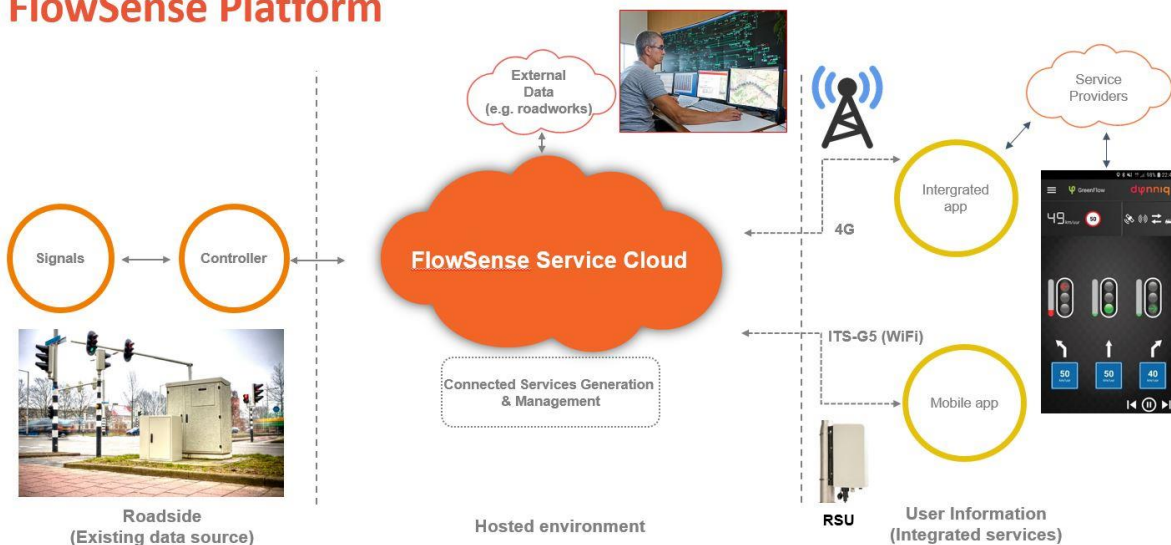 FlowSense Platform
External
Data
(e.g. roadworks)
Service
Providers
Signals
Controller
FlowSense Service Cloud
Intergrated
app
4G
ITS-G5 (WiFi)
Connected Services Generation
& Management
Mobile app
GreenFlow
dynniq
49
50
50
50
40
RSU
Roadside
(Existing data source)
Hosted environment
User Information
(Integrated services)